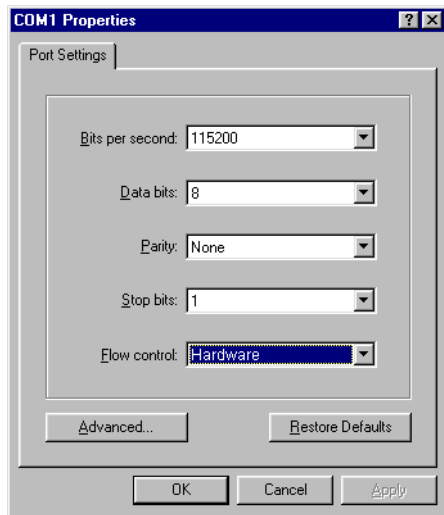 COM1 Properties
Port Settings
Bits per second: 115200
Data bits: 8
Parity: None
Stop bits: 1
Flow control: Hardware
Advanced... Restore Defaults
OK Cancel Apply